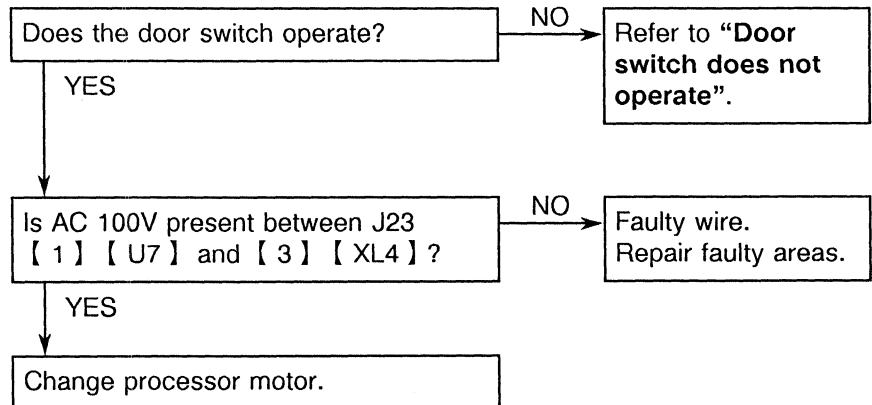 Does the door switch operate?
NO
Refer to “Door
switch does not
operate”.
YES
Is AC 100V present between J23
【 1 】 【 U7 】 and 【 3 】 【 XL4 】 ?
NO
Faulty wire.
Repair faulty areas.
YES
Change processor motor.